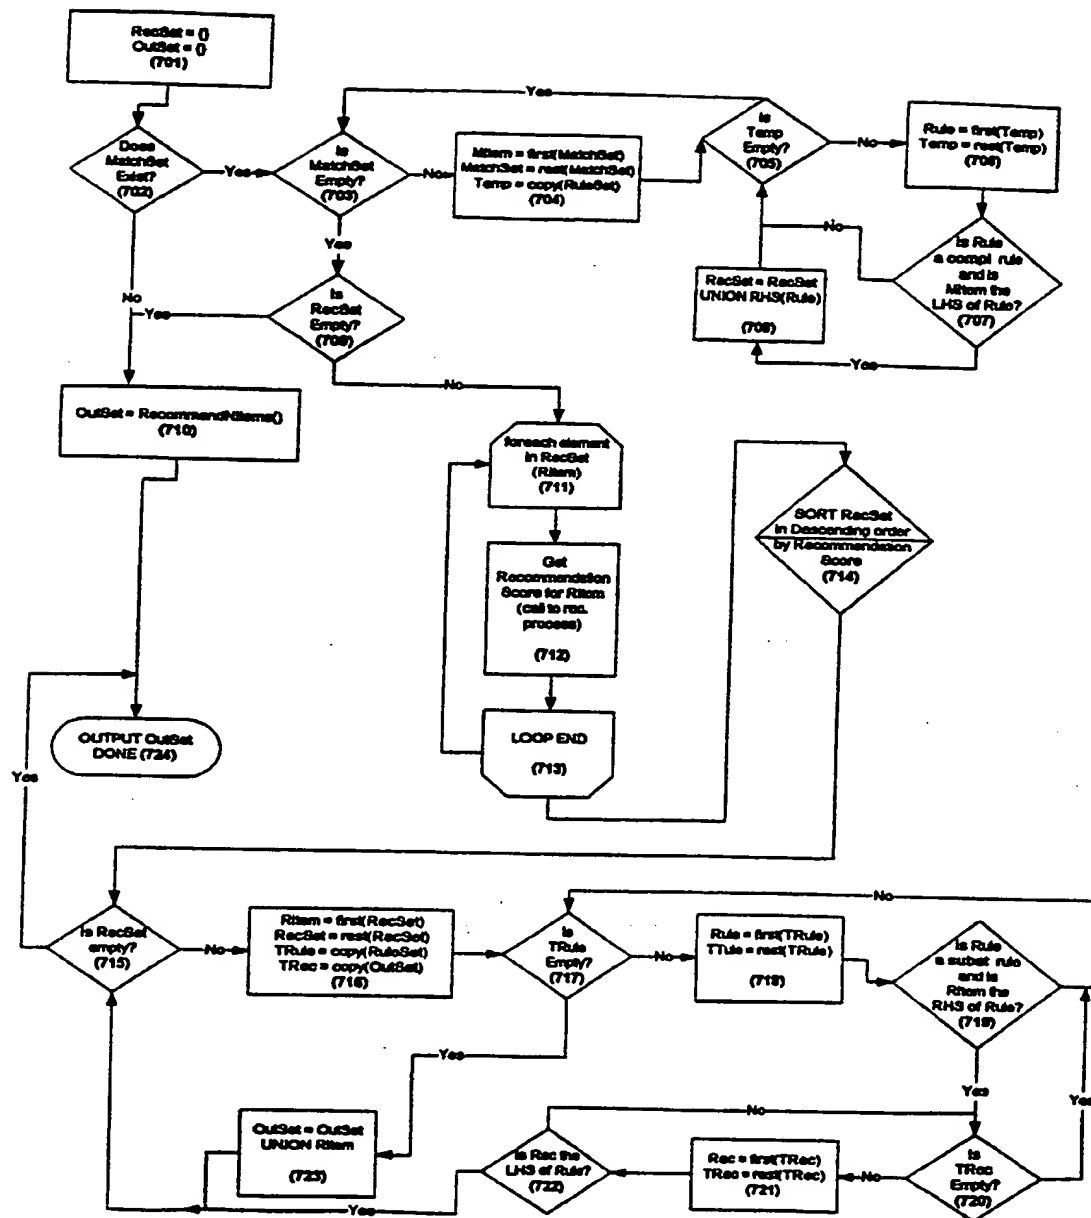 RecSet = {}
OutSet = {}
(701)
Yes
Does
MatchSet
Exist?
(702)
Yes
Is
MatchSet
Empty?
(703)
No
MItem = first(MatchSet)
MatchSet = rest(MatchSet)
Temp = copy(RuleSet)
(704)
Is
Temp
Empty?
(705)
No
Rule = first(Temp)
Temp = rest(Temp)
(706)
Yes
No
Is Rule
a compl rule
and is
MItem the
LHS of Rule?
(707)
RecSet = RecSet
UNION RHS(Rule)
(708)
Yes
No
Yes
Is
RecSet
Empty?
(709)
No
OutSet = RecommendNItems()
(710)
foreach element
in RecSet
(RItem)
(711)
SORT RecSet
in Descending order
by Recommendation
Score
(714)
Get
Recommendation
Score for RItem
(call to rec.
process)
(712)
OUTPUT OutSet
DONE (724)
LOOP END
(713)
Yes
No
Is RecSet
empty?
(715)
No
RItem = first(RecSet)
RecSet = rest(RecSet)
TRule = copy(RuleSet)
TRec = copy(OutSet)
(716)
Is
TRule
Empty?
(717)
No
Rule = first(TRule)
TTule = rest(TRule)
(718)
Is Rule
a subst rule
and is
RItem the
RHS of Rule?
(719)
Yes
Yes
Yes
No
OutSet = OutSet
UNION RItem
(723)
Is Rec the
LHS of Rule?
(722)
Rec = first(TRec)
TRec = rest(TRec)
(721)
No
Is
TRec
Empty?
(720)
Yes